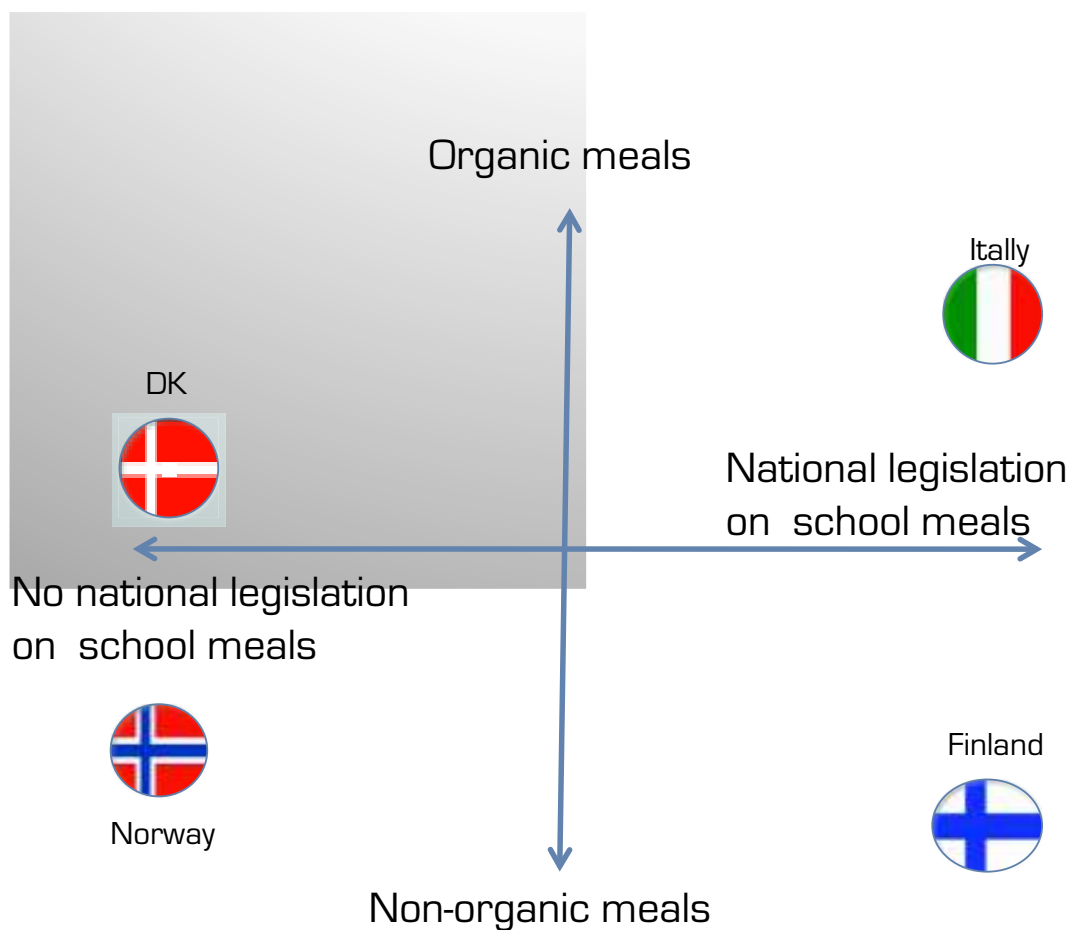 Organic meals
Itally
DK
National legislation
on school meals
No national legislation
on school meals
Finland
Norway
Non-organic meals